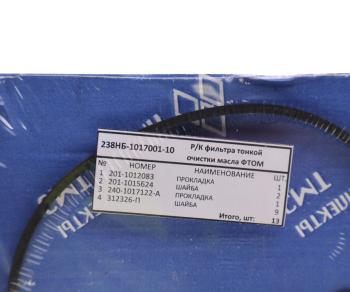 238НБ-1017001-10 Р/К фильтра тонкой
очистки масла ФТОМ
№ НОМЕР НАИМЕНОВАНИЕ ШТ
1 201-1012083 ПРОКЛАДКА 1
2 201-1015624 ШАЙБА 2
3 240-1017122-А ПРОКЛАДКА 1
4 312326-П ШАЙБА 9
Итого, шт: 13
ТМЗ